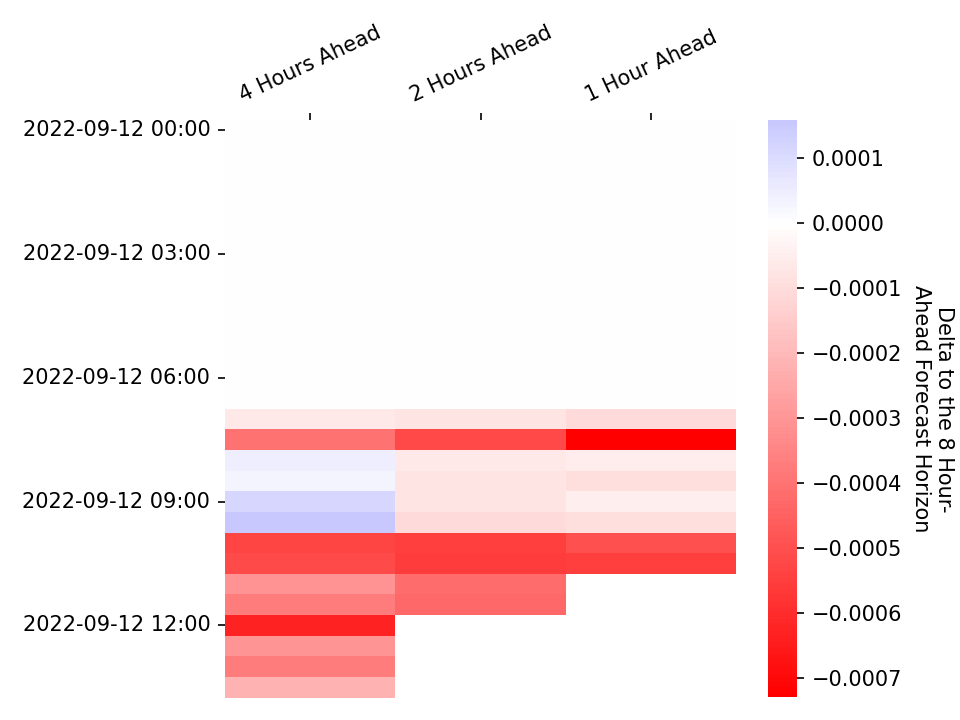 4 Hours Ahead
2 Hours Ahead
1 Hour Ahead
2022-09-12 00:00
2022-09-12 03:00
2022-09-12 06:00
2022-09-12 09:00
2022-09-12 12:00
0.0001
0.0000
−0.0001
−0.0002
−0.0003
−0.0004
−0.0005
−0.0006
−0.0007
Delta to the 8 Hour-
Ahead Forecast Horizon